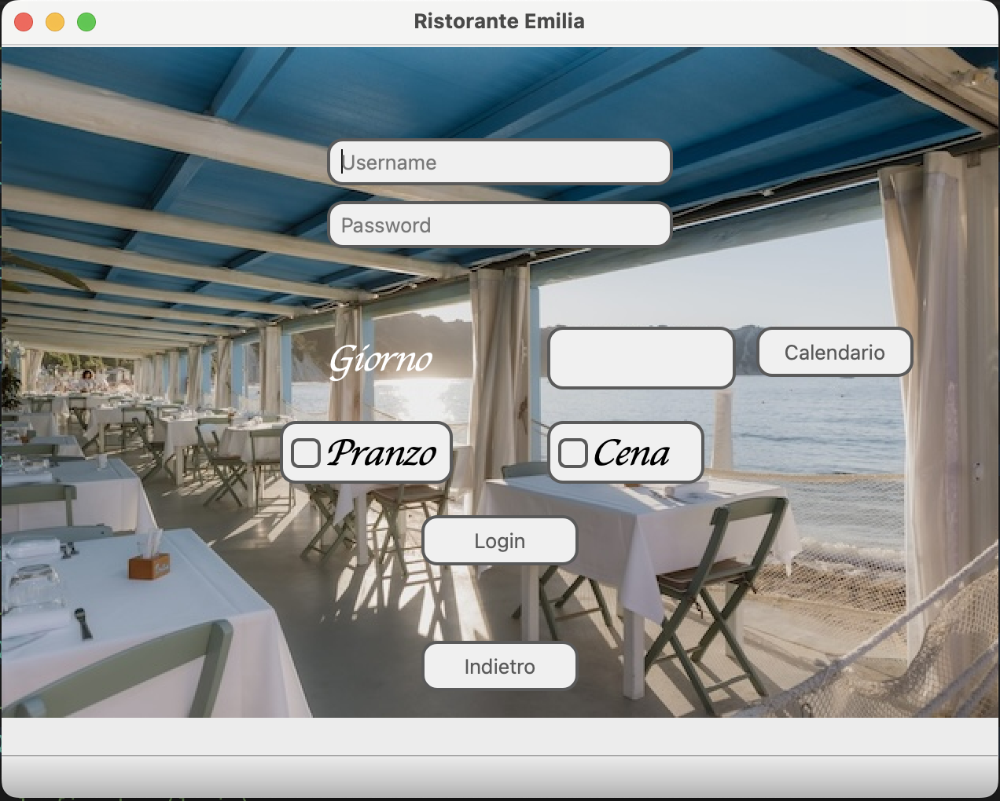 Ristorante Emilia
Username
Password
Giorno
Calendario
Pranzo
Cena
Login
Indietro